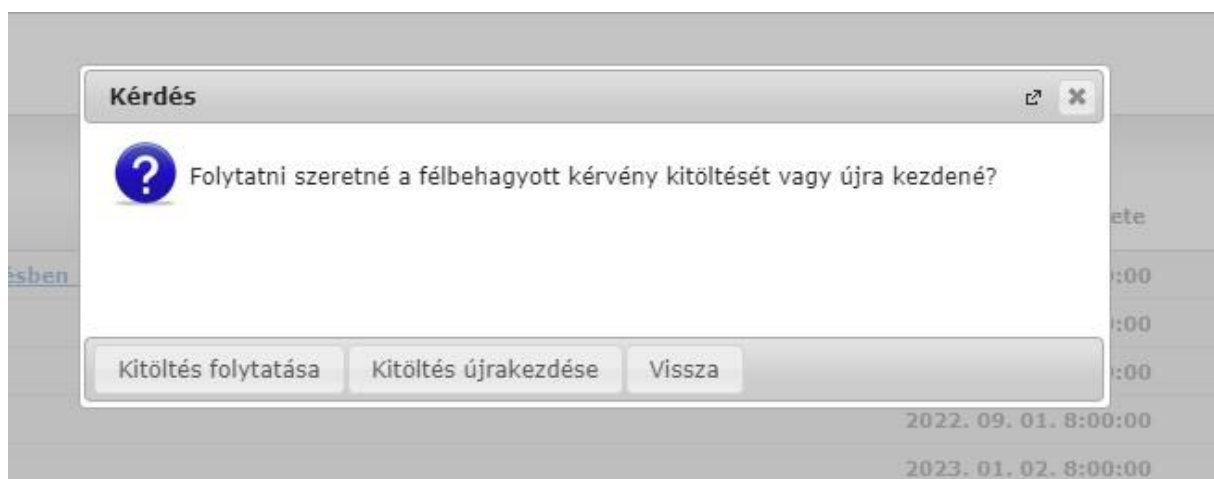 Kérdés
Folytatni szeretné a félbehagyott kérvény kitöltését vagy újra kezdené?
Kitöltés folytatása Kitöltés újrakezdése Vissza
2022. 09. 01. 8:00:00
2023. 01. 02. 8:00:00